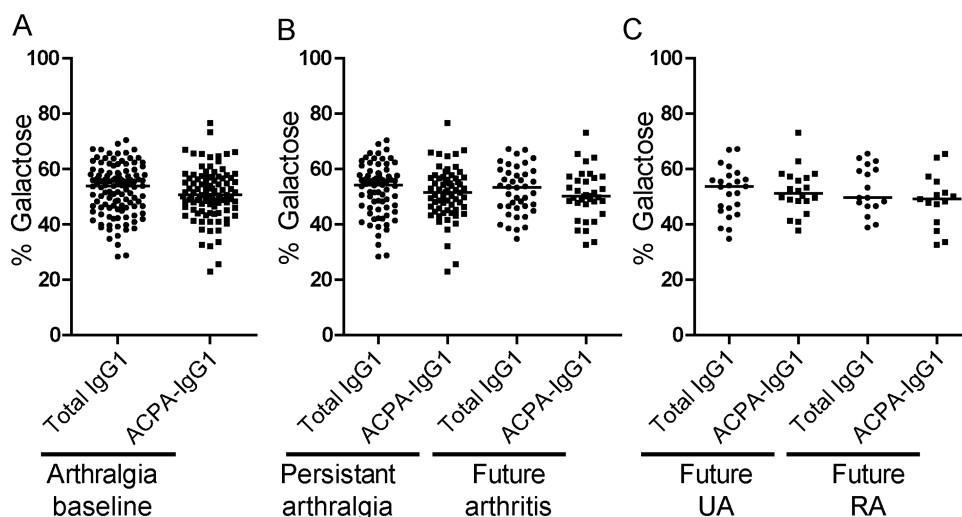 A
% Galactose
100
80
60
40
20
0
Total IgG1
ACPA-IgG1
Arthralgia
baseline
B
% Galactose
100
80
60
40
20
0
Total IgG1
ACPA-IgG1
Total IgG1
ACPA-IgG1
Persistant
arthralgia
Future
arthritis
C
% Galactose
100
80
60
40
20
0
Total IgG1
ACPA-IgG1
Total IgG1
ACPA-IgG1
Future
UA
Future
RA